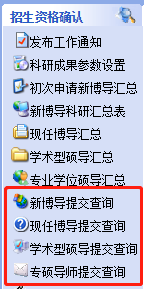 招生资格确认
发布工作通知
科研成果参数设置
初次申请新博导汇总
新博导科研汇总表
现任博导汇总
学术型硕导汇总
专业学位硕导汇总
新博导提交查询
现任博导提交查询
学术型硕导提交查询
专硕导师提交查询